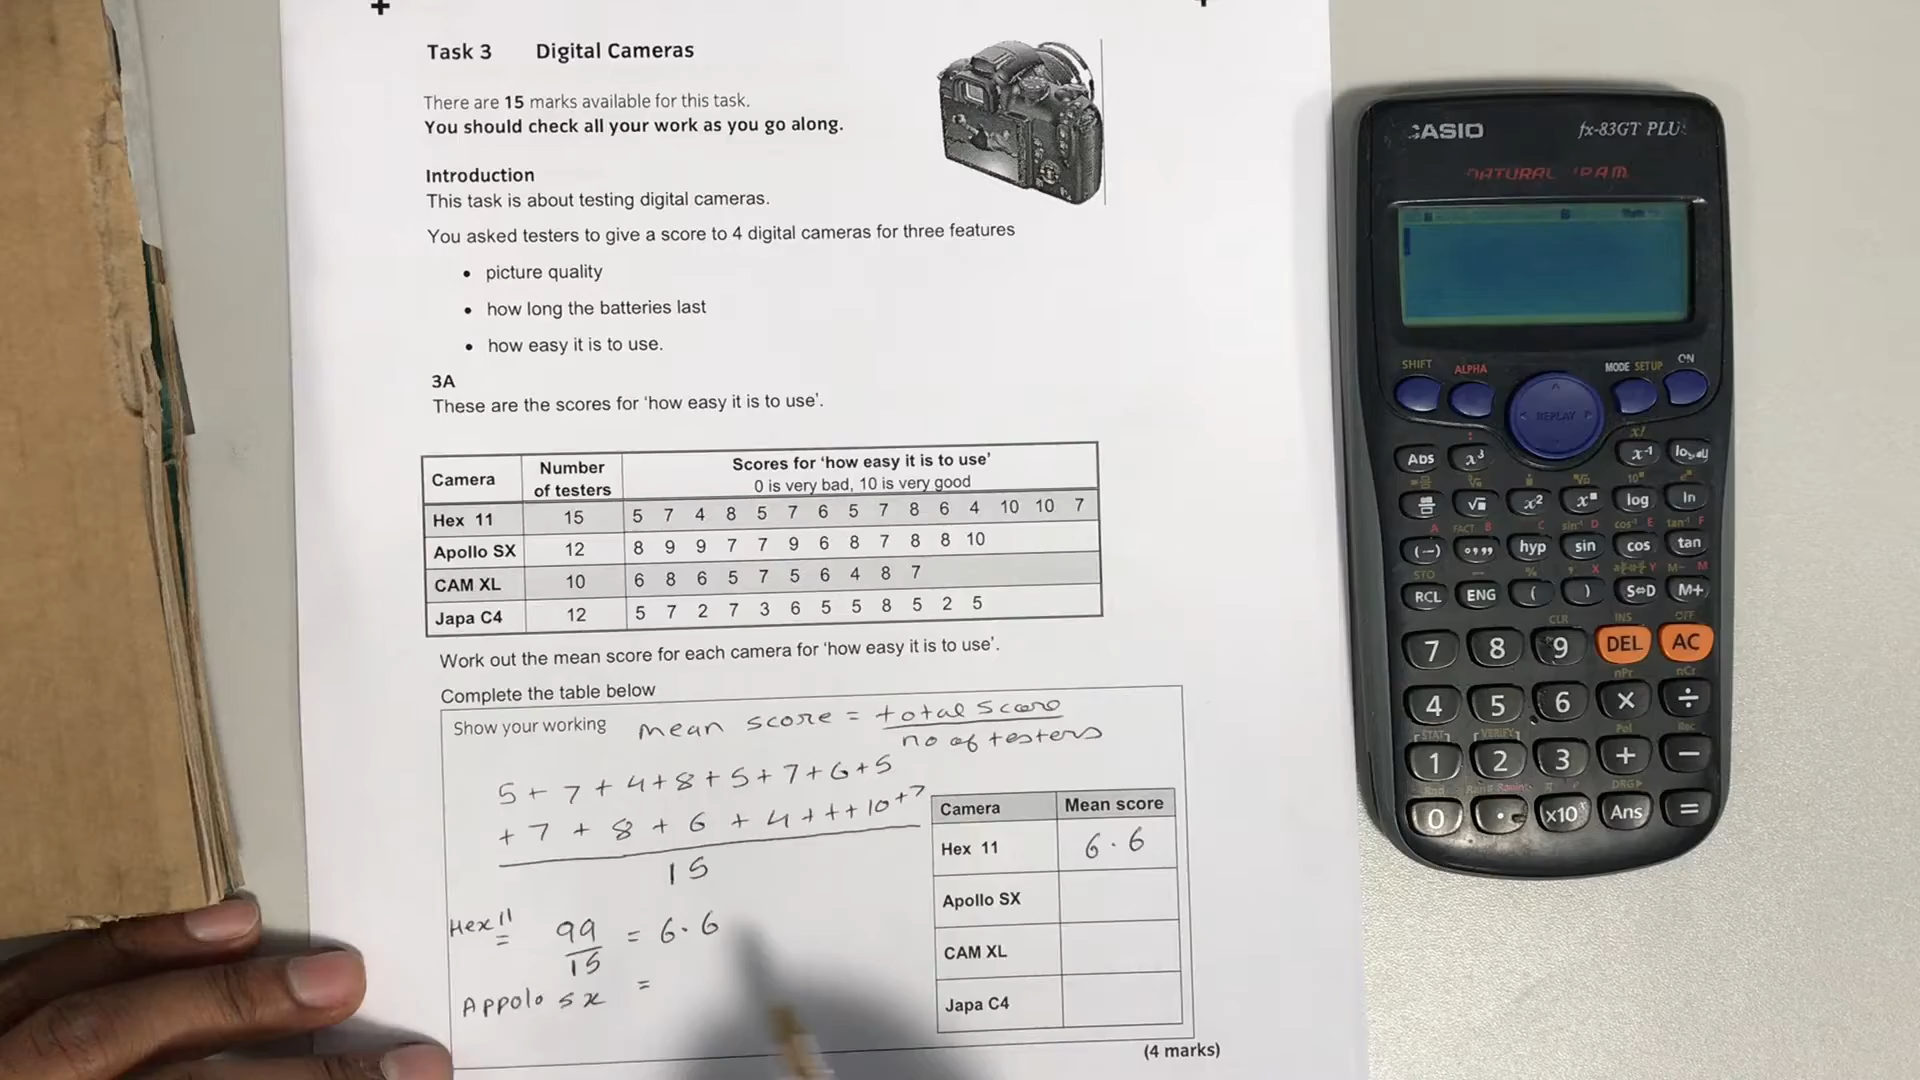 Task 3 Digital Cameras
There are 15 marks available for this task.
You should check all your work as you go along.
Introduction
This task is about testing digital cameras.
You asked testers to give a score to 4 digital cameras for three features
• picture quality
• how long the batteries last
• how easy it is to use.
3A
These are the scores for 'how easy it is to use'.
Camera Number of testers Scores for 'how easy it is to use' 0 is very bad, 10 is very good
Hex 11 15 5 7 4 8 5 7 6 5 7 8 6 4 10 10 7
Apollo SX 12 8 9 9 7 7 9 6 8 7 8 8 10
CAM XL 10 6 8 6 5 7 5 6 4 8 7
Japa C4 12 5 7 2 7 3 6 5 5 8 5 2 5
Work out the mean score for each camera for 'how easy it is to use'.
Complete the table below
Show your working
mean score = total score
no of testers
5 + 7 + 4 + 8 + 5 + 7 + 6 + 5
+ 7 + 8 + 6 + 4 + + + 10 + 7
15
Hex 11 = 99
15
= 6.6
Appolo sx =
Camera Mean score
Hex 11 6.6
Apollo SX
CAM XL
Japa C4
(4 marks)
CASIO fx-83GT PLU
SHIFT ALPHA MODE SETUP ON
REPLAY
Abs x³ x⁻¹
√ x² log ln
(−) hyp sin cos tan
RCL ENG ( ) S⇔D M+
7 8 9 DEL AC
4 5 6 × ÷
1 2 3 + −
0 . ×10ˣ Ans =